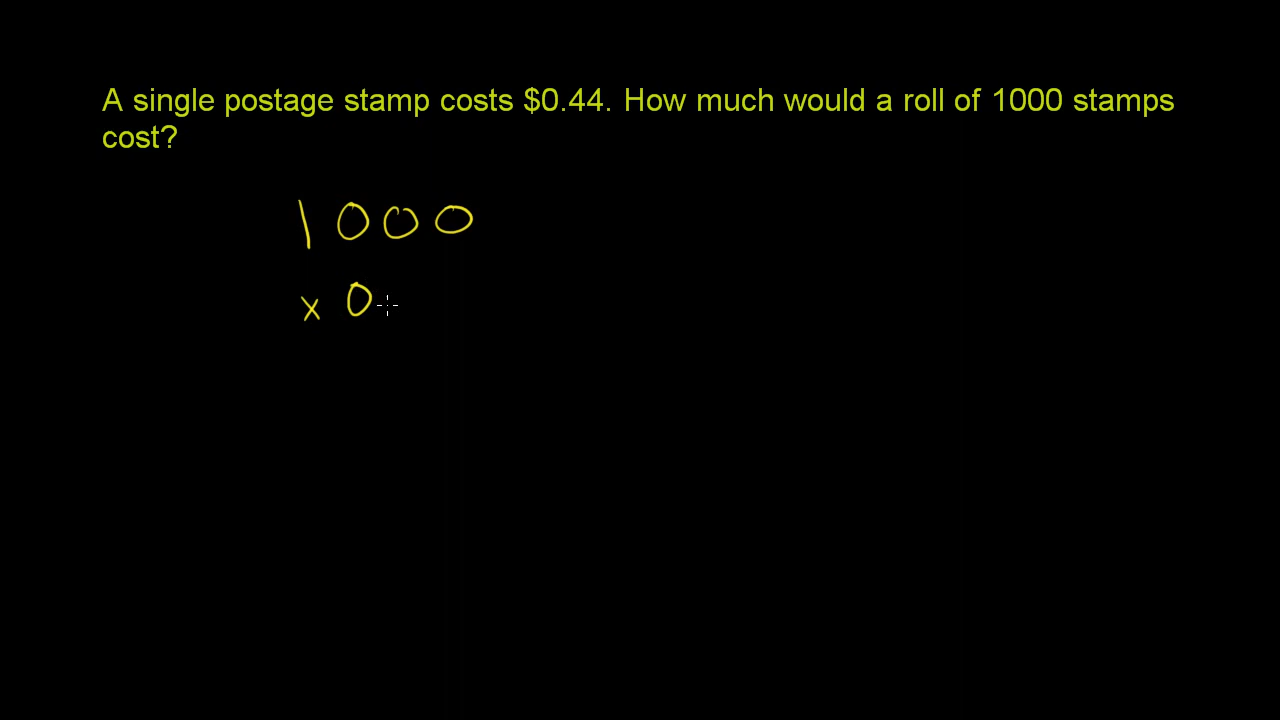 A single postage stamp costs $0.44. How much would a roll of 1000 stamps
cost?
1000
x 0